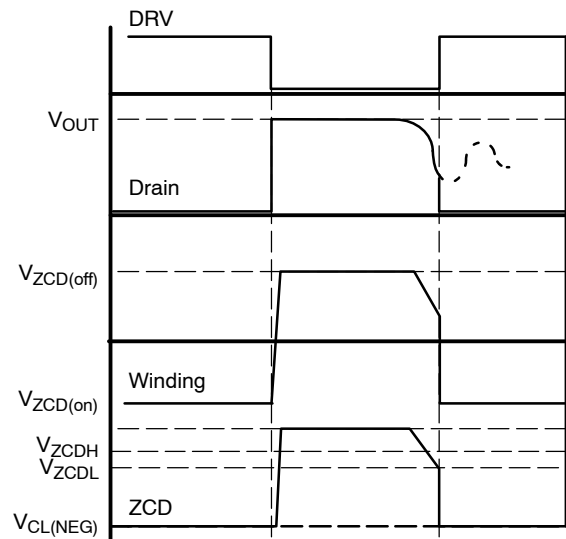 DRV
VOUT
Drain
VZCD(off)
Winding
VZCD(on)
VZCDH
VZCDL
ZCD
VCL(NEG)